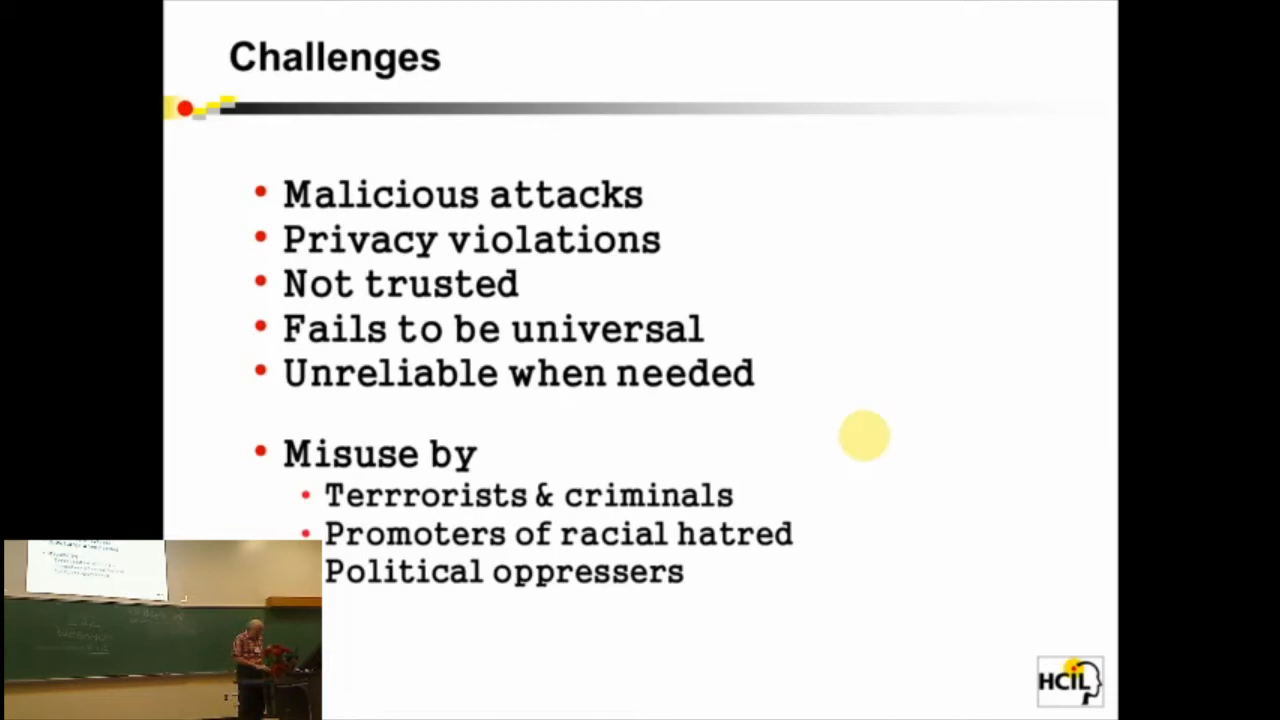 Challenges
• Malicious attacks
• Privacy violations
• Not trusted
• Fails to be universal
• Unreliable when needed
• Misuse by
• Terrrorists & criminals
• Promoters of racial hatred
Political oppressers
HCIL